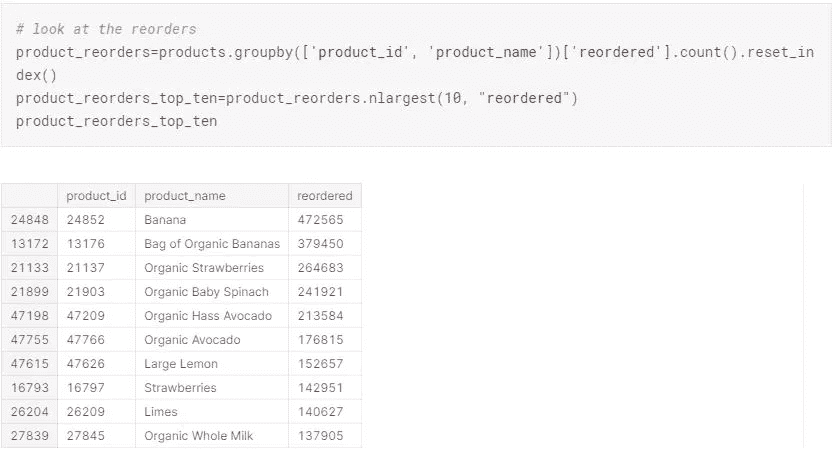 # look at the reorders
product_reorders=products.groupby(['product_id', 'product_name'])['reordered'].count().reset_in
dex()
product_reorders_top_ten=product_reorders.nlargest(10, "reordered")
product_reorders_top_ten
product_id product_name reordered
24848 24852 Banana 472565
13172 13176 Bag of Organic Bananas 379450
21133 21137 Organic Strawberries 264683
21899 21903 Organic Baby Spinach 241921
47198 47209 Organic Hass Avocado 213584
47755 47766 Organic Avocado 176815
47615 47626 Large Lemon 152657
16793 16797 Strawberries 142951
26204 26209 Limes 140627
27839 27845 Organic Whole Milk 137905